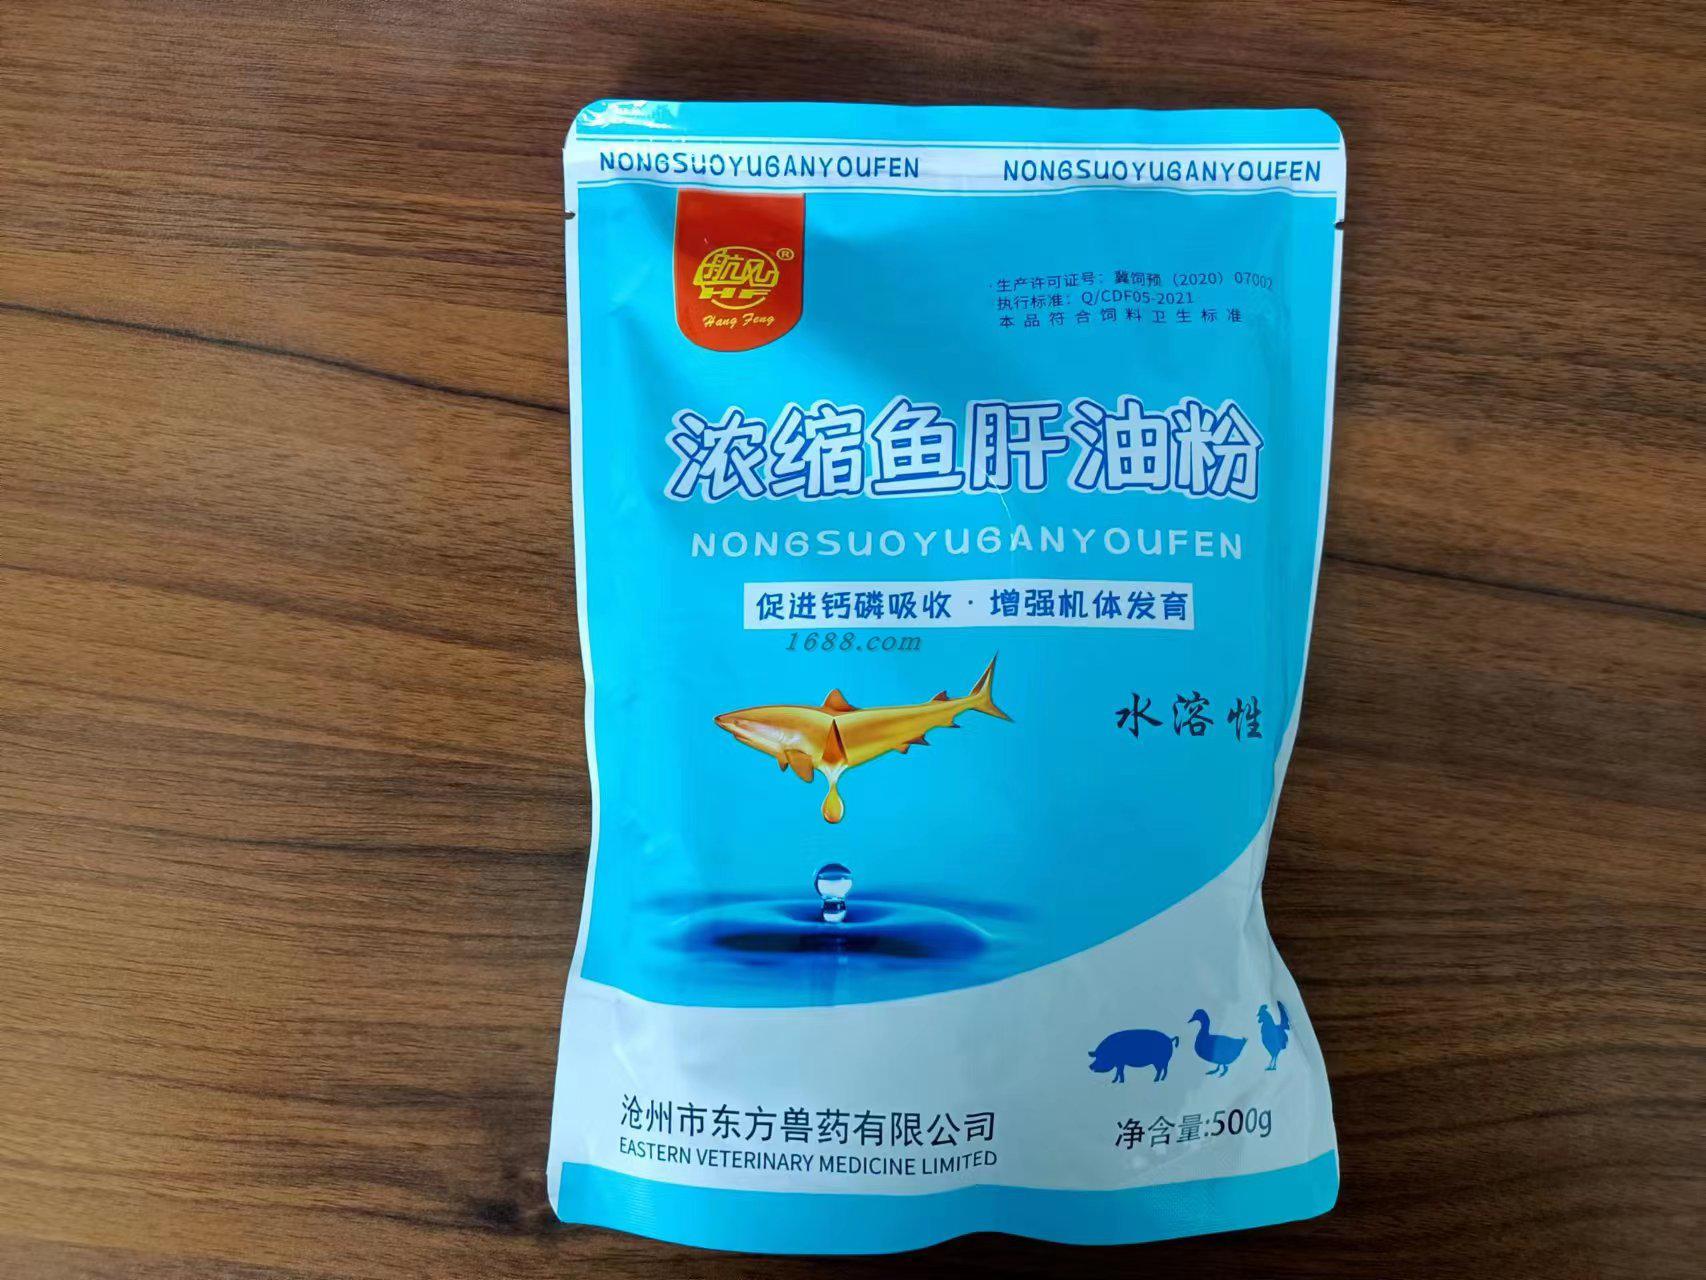 NONGSUOYUGANYOUFEN NONGSUOYUGANYOUFEN
航风®
HF
Hang Feng
·生产许可证号：冀饲预（2020）07002
执行标准：Q/CDF05-2021
本品符合饲料卫生标准
浓缩鱼肝油粉
NONGSUOYUGANYOUFEN
促进钙磷吸收·增强机体发育
1688.com
水溶性
沧州市东方兽药有限公司
EASTERN VETERINARY MEDICINE LIMITED
净含量:500g